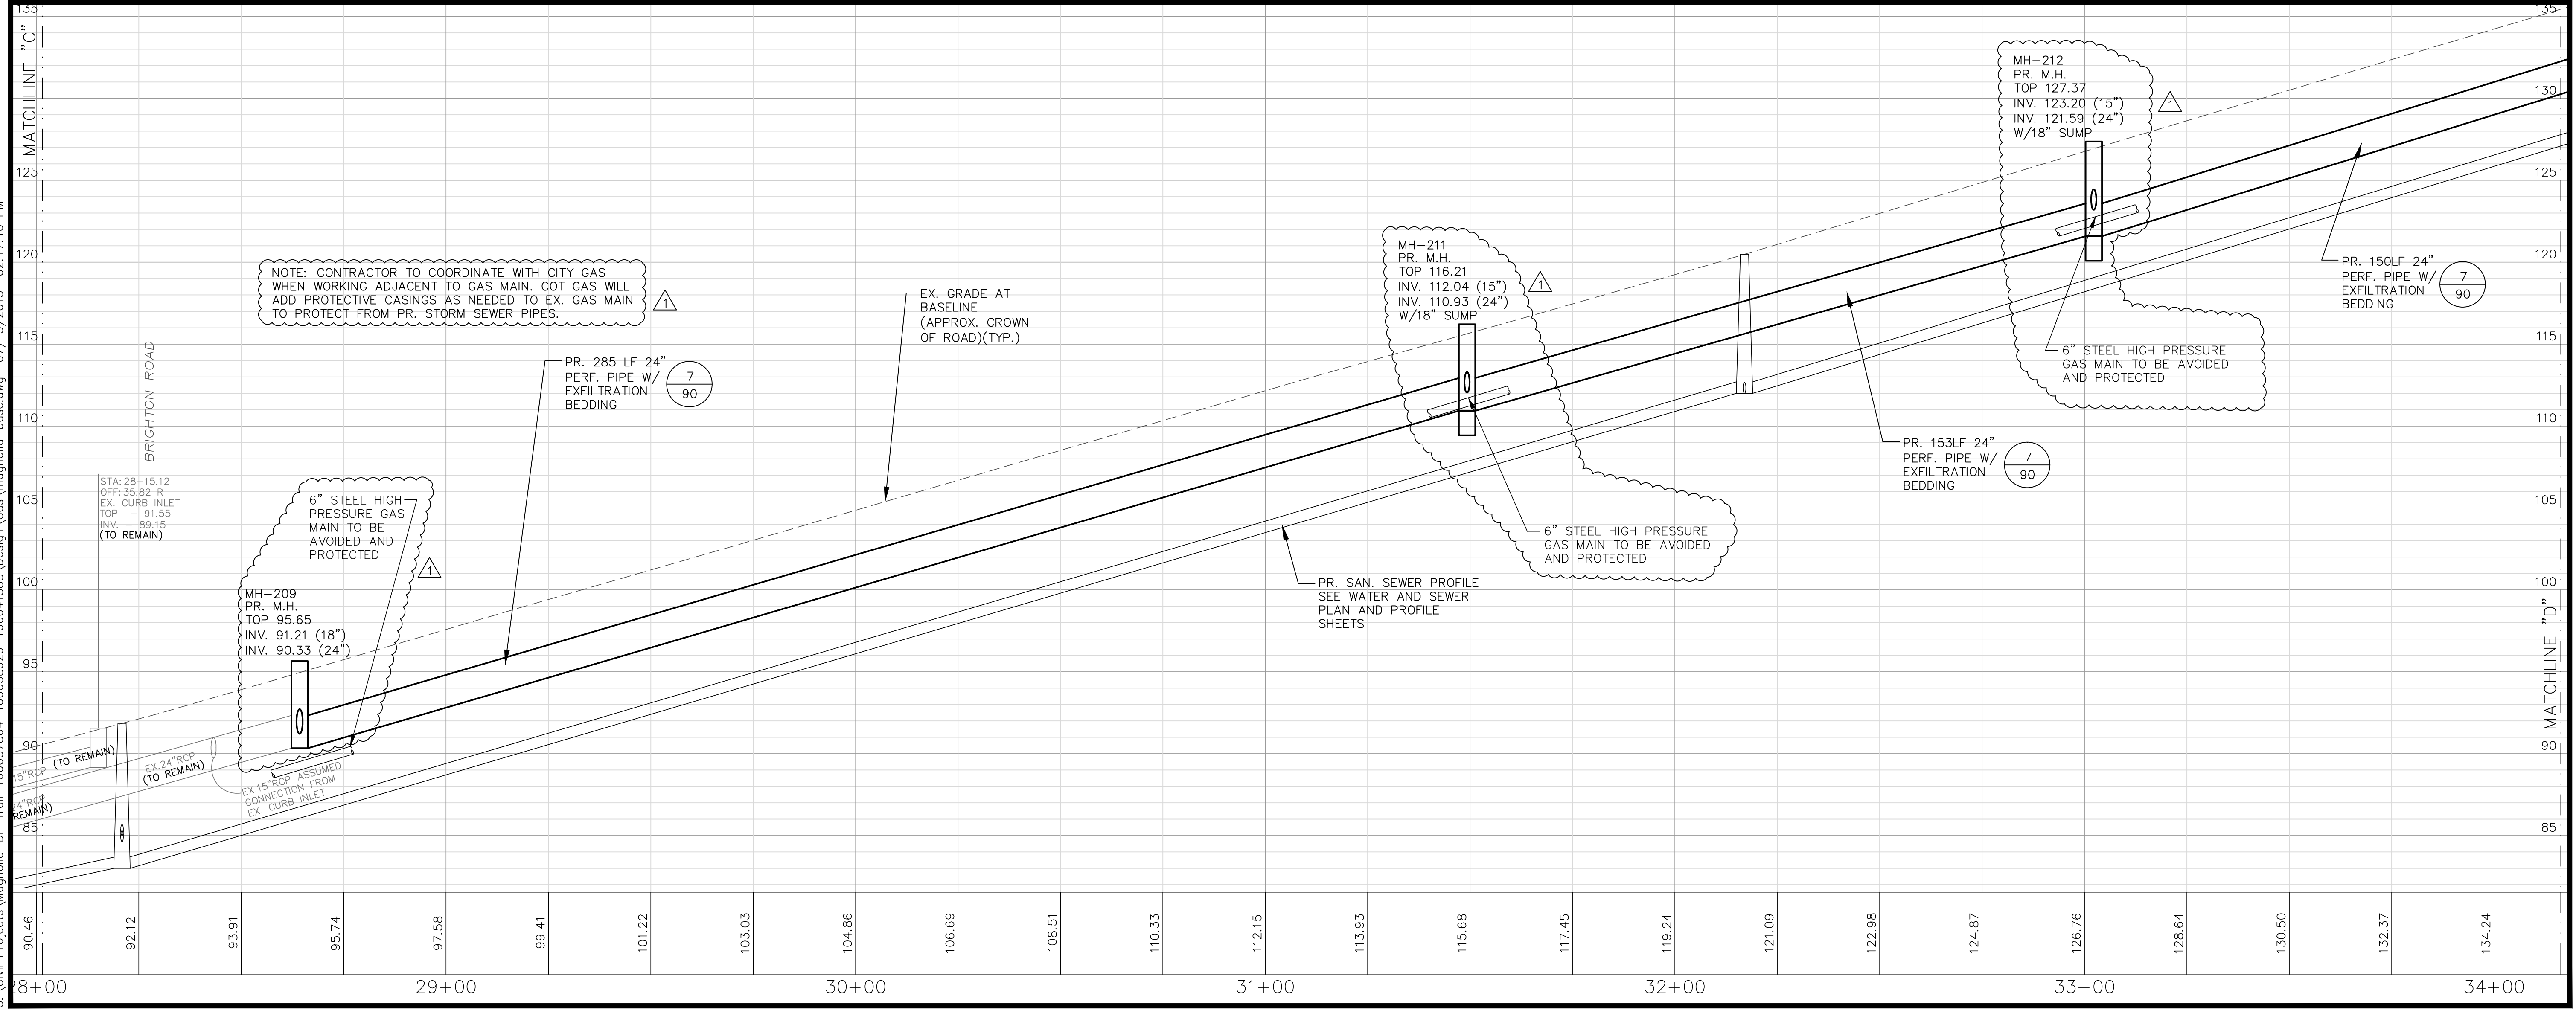 MATCHLINE "C"
135
130
125
120
115
110
105
100
95
90
85
135
125
120
115
110
105
100
95
90
85
NOTE: CONTRACTOR TO COORDINATE WITH CITY GAS
WHEN WORKING ADJACENT TO GAS MAIN. COT GAS WILL
ADD PROTECTIVE CASINGS AS NEEDED TO EX. GAS MAIN
TO PROTECT FROM PR. STORM SEWER PIPES.
1
BRIGHTON ROAD
STA: 28+15.12
OFF: 35.82 R
EX. CURB INLET
TOP - 91.55
INV. - 89.15
(TO REMAIN)
6" STEEL HIGH
PRESSURE GAS
MAIN TO BE
AVOIDED AND
PROTECTED
1
MH-209
PR. M.H.
TOP 95.65
INV. 91.21 (18")
INV. 90.33 (24")
15"RCP (TO REMAIN)
24"RCP
REMAIN)
EX.24"RCP
(TO REMAIN)
EX.15"RCP ASSUMED
CONNECTION FROM
EX. CURB INLET
PR. 285 LF 24"
PERF. PIPE W/
EXFILTRATION
BEDDING
7
90
EX. GRADE AT
BASELINE
(APPROX. CROWN
OF ROAD)(TYP.)
PR. SAN. SEWER PROFILE
SEE WATER AND SEWER
PLAN AND PROFILE
SHEETS
MH-211
PR. M.H.
TOP 116.21
INV. 112.04 (15")
INV. 110.93 (24")
W/18" SUMP
1
6" STEEL HIGH PRESSURE
GAS MAIN TO BE AVOIDED
AND PROTECTED
PR. 153LF 24"
PERF. PIPE W/
EXFILTRATION
BEDDING
7
90
MH-212
PR. M.H.
TOP 127.37
INV. 123.20 (15")
INV. 121.59 (24")
W/18" SUMP
1
6" STEEL HIGH PRESSURE
GAS MAIN TO BE AVOIDED
AND PROTECTED
PR. 150LF 24"
PERF. PIPE W/
EXFILTRATION
BEDDING
7
90
MATCHLINE "D"
90.46 92.12 93.91 95.74 97.58 99.41 101.22 103.03 104.86 106.69 108.51 110.33 112.15 113.93 115.68 117.45 119.24 121.09 122.98 124.87 126.76 128.64 130.50 132.37 134.24
28+00 29+00 30+00 31+00 32+00 33+00 34+00